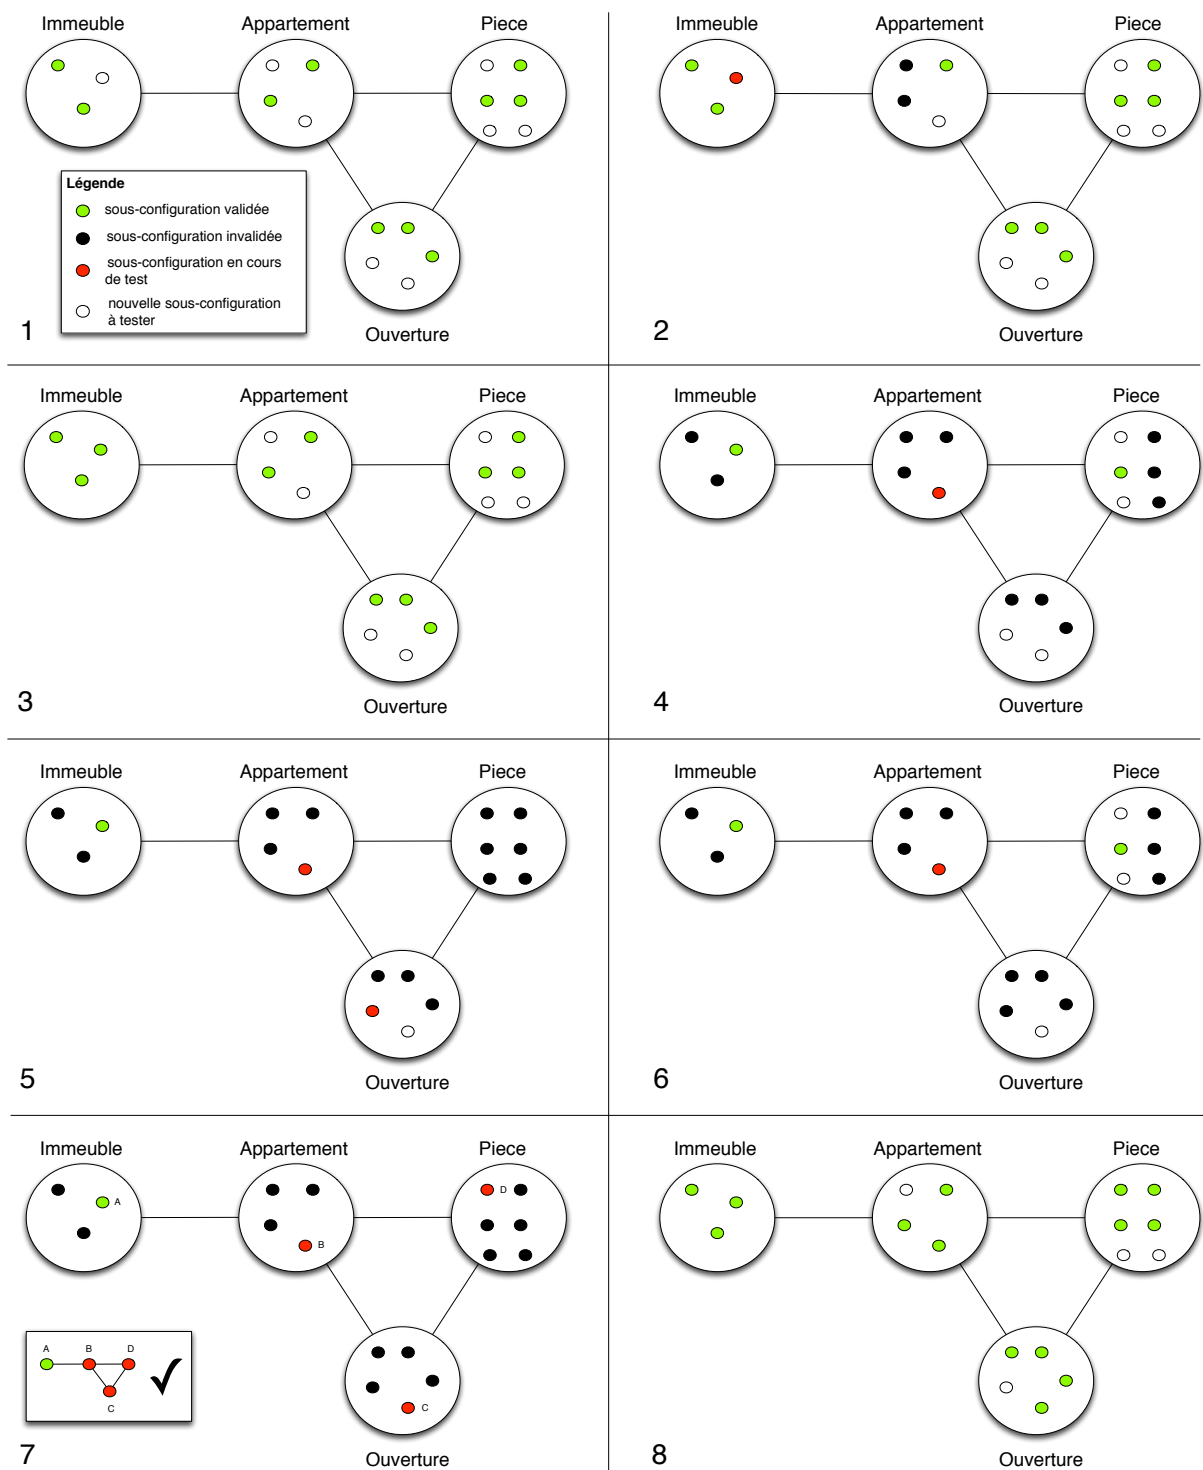 Immeuble Appartement Piece
Légende
sous-configuration validée
sous-configuration invalidée
sous-configuration en cours
de test
nouvelle sous-configuration
à tester
Ouverture
1
Immeuble Appartement Piece
Ouverture
2
Immeuble Appartement Piece
Ouverture
3
Immeuble Appartement Piece
Ouverture
4
Immeuble Appartement Piece
Ouverture
5
Immeuble Appartement Piece
Ouverture
6
Immeuble Appartement Piece
D
A
B
C
A B D
C
Ouverture
7
Immeuble Appartement Piece
Ouverture
8